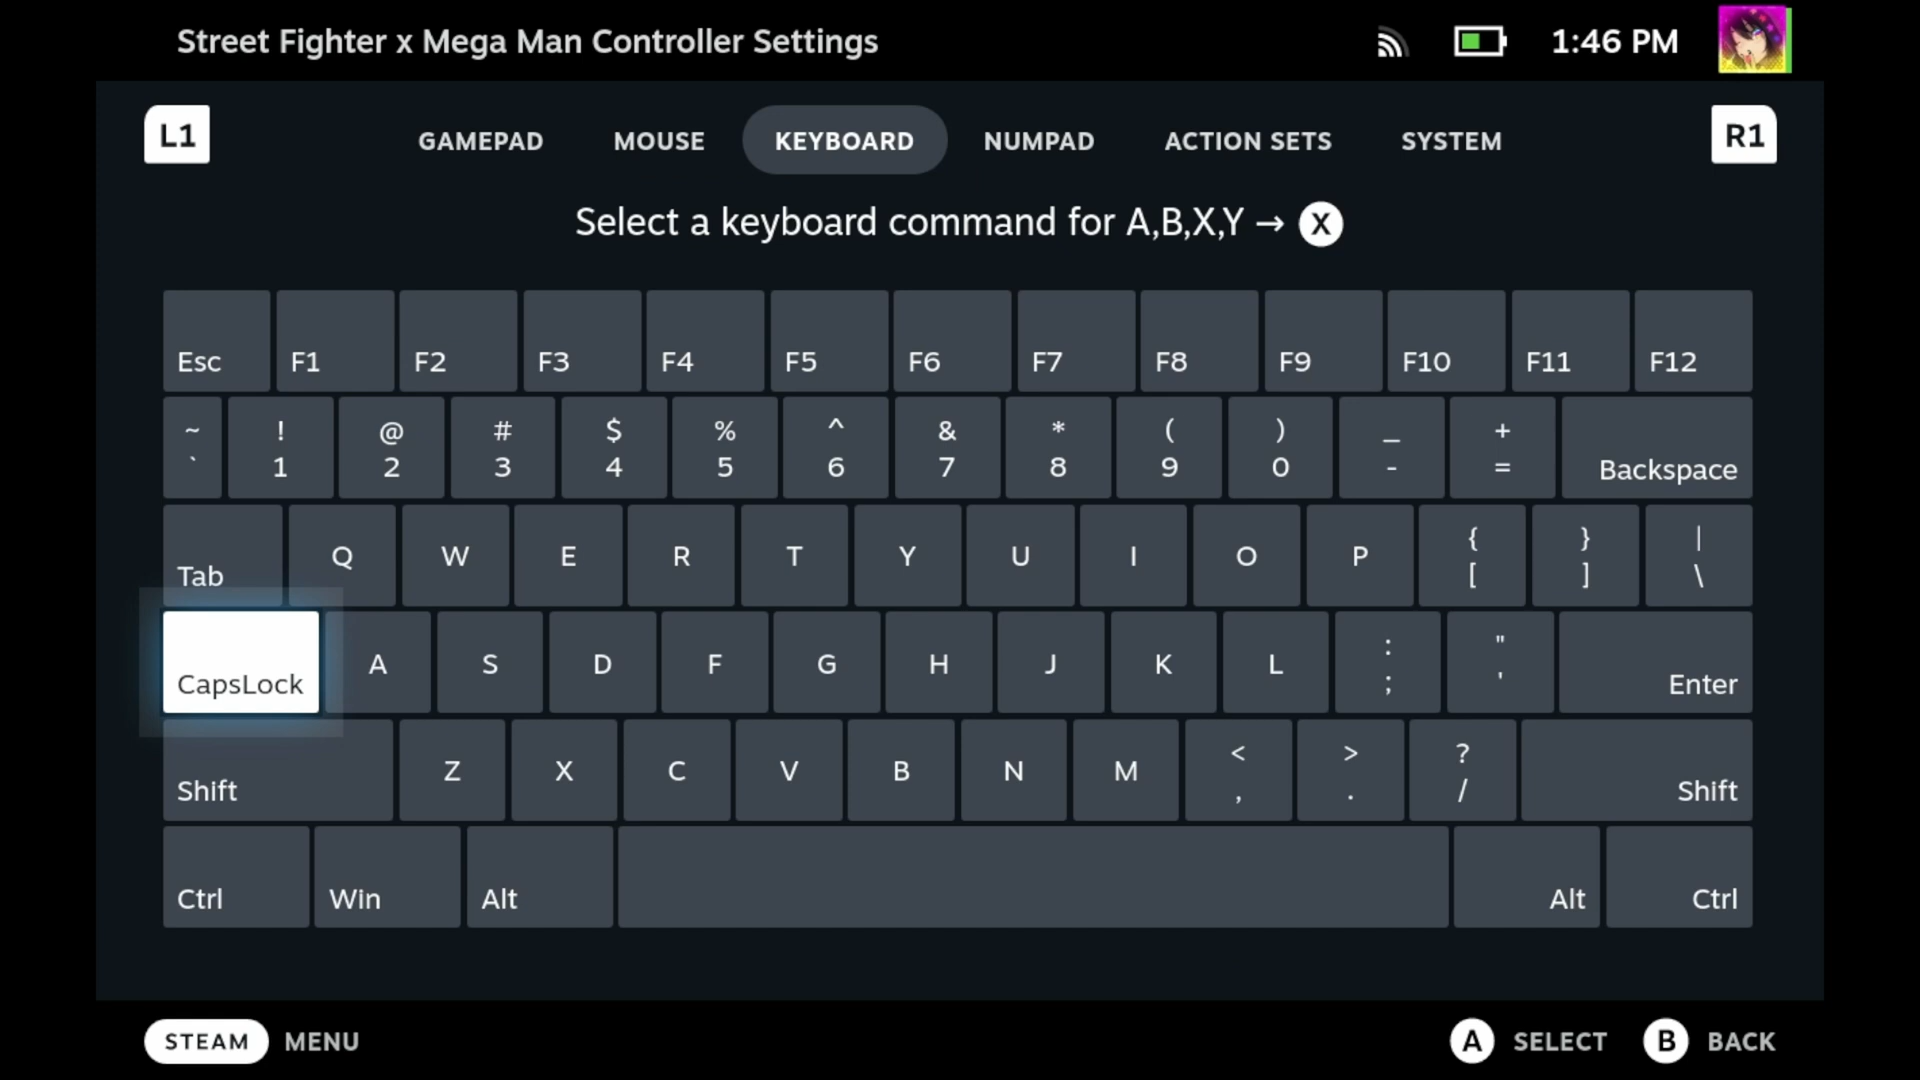 Street Fighter x Mega Man Controller Settings 1:46 PM
L1 GAMEPAD MOUSE KEYBOARD NUMPAD ACTION SETS SYSTEM R1
Select a keyboard command for A,B,X,Y → X
Esc F1 F2 F3 F4 F5 F6 F7 F8 F9 F10 F11 F12
~ ! @ # $ % ^ & * ( ) _ +
` 1 2 3 4 5 6 7 8 9 0 - = Backspace
{ } |
Tab Q W E R T Y U I O P [ ] \
: "
CapsLock A S D F G H J K L ; ' Enter
< > ?
Shift Z X C V B N M , . / Shift
Ctrl Win Alt Alt Ctrl
STEAM MENU A SELECT B BACK